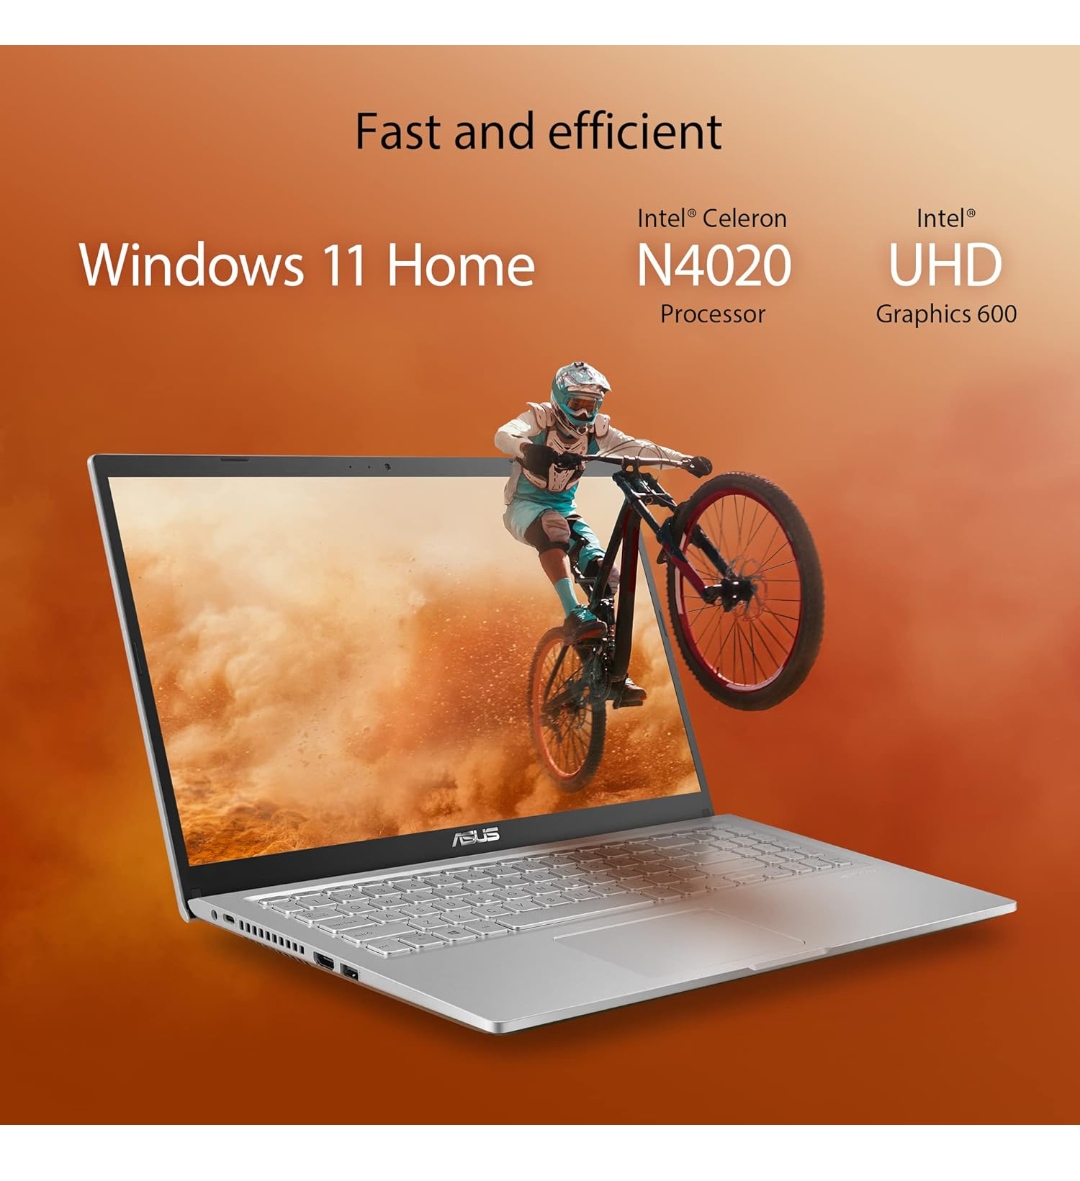 Fast and efficient
Windows 11 Home
Intel® Celeron
N4020
Processor
Intel®
UHD
Graphics 600
ASUS